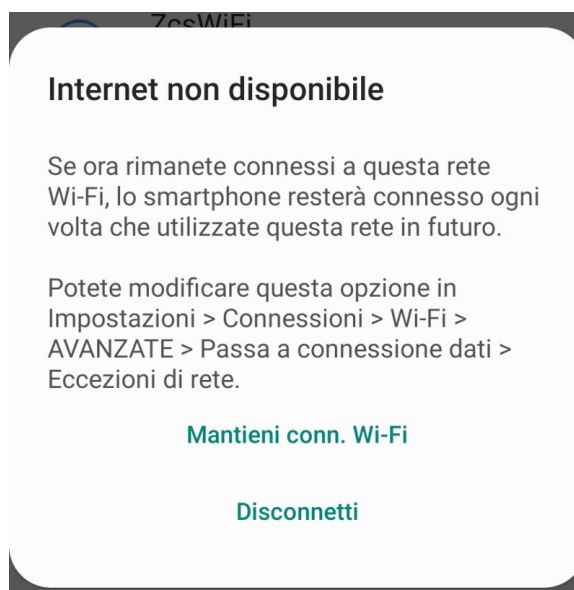 ZcsWiFi
Internet non disponibile
Se ora rimanete connessi a questa rete
Wi-Fi, lo smartphone resterà connesso ogni
volta che utilizzate questa rete in futuro.
Potete modificare questa opzione in
Impostazioni > Connessioni > Wi-Fi >
AVANZATE > Passa a connessione dati >
Eccezioni di rete.
Mantieni conn. Wi-Fi
Disconnetti